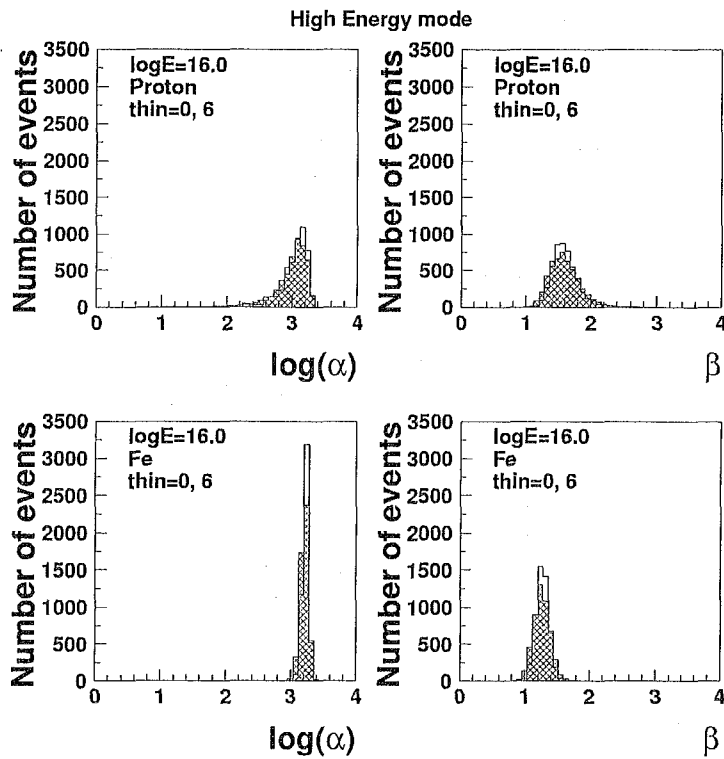 High Energy mode
Number of events
3500
3000
2500
2000
1500
1000
500
0
logE=16.0
Proton
thin=0, 6
0 1 2 3 4
log(α)
Number of events
3500
3000
2500
2000
1500
1000
500
0
logE=16.0
Proton
thin=0, 6
0 1 2 3 4
β
Number of events
3500
3000
2500
2000
1500
1000
500
0
logE=16.0
Fe
thin=0, 6
0 1 2 3 4
log(α)
Number of events
3500
3000
2500
2000
1500
1000
500
0
logE=16.0
Fe
thin=0, 6
0 1 2 3 4
β